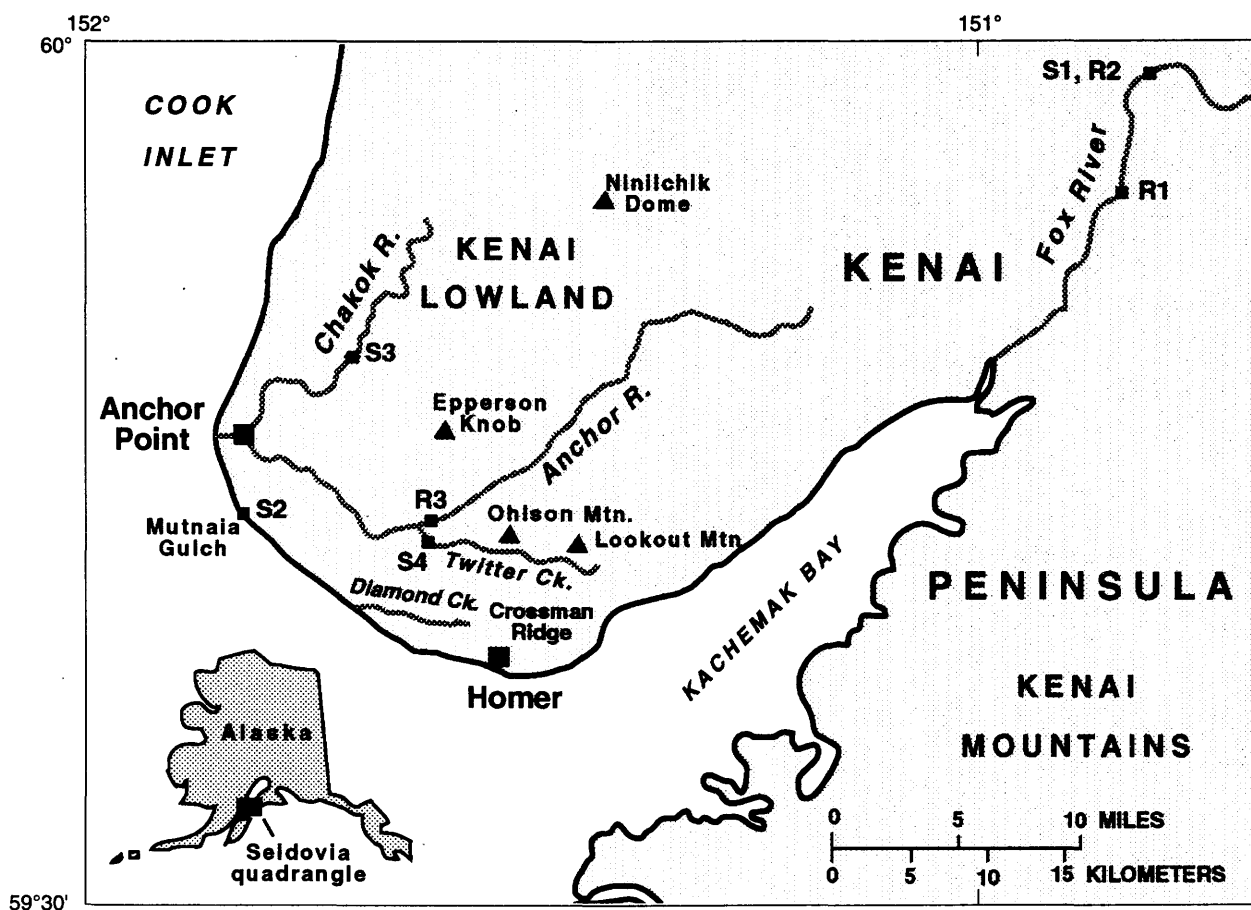 152°
151°
60°
COOK
INLET
S1, R2
Fox River
R1
Ninilchik
Dome
KENAI
LOWLAND
KENAI
Chakok R.
S3
Anchor
Point
Epperson
Knob
Anchor R.
S2
Mutnaia
Gulch
R3
Ohlson Mtn.
Lookout Mtn
S4
Twitter Ck.
Diamond Ck.
Crossman
Ridge
Homer
KACHEMAK BAY
PENINSULA
KENAI
MOUNTAINS
Alaska
Seldovia
quadrangle
0 5 10 MILES
0 5 10 15 KILOMETERS
59°30'